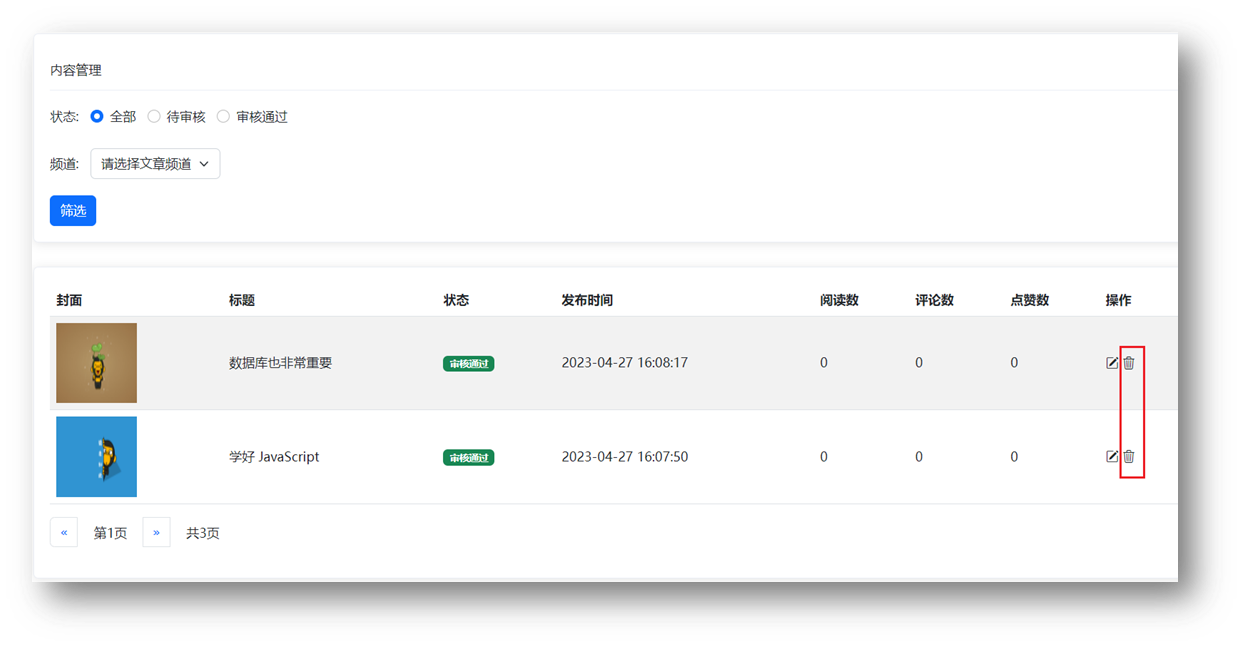 内容管理
状态: 全部 待审核 审核通过
频道: 请选择文章频道
筛选
封面 标题 状态 发布时间 阅读数 评论数 点赞数 操作
数据库也非常重要 审核通过 2023-04-27 16:08:17 0 0 0
学好 JavaScript 审核通过 2023-04-27 16:07:50 0 0 0
« 第1页 » 共3页